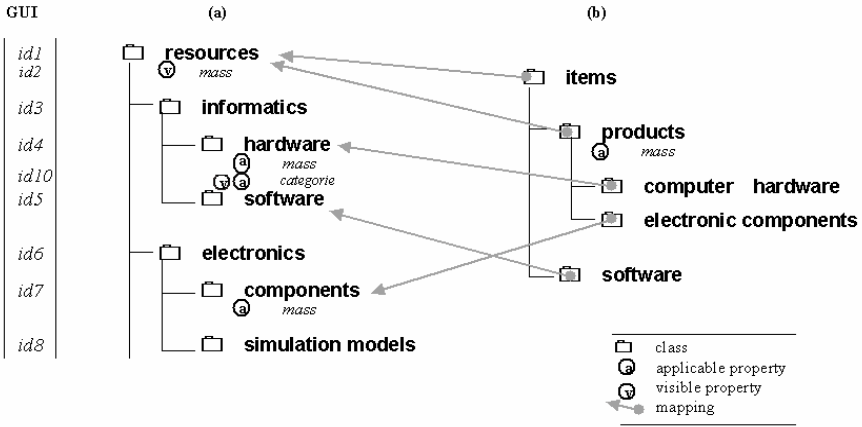 GUI (a) (b)
id1 resources
id2 v mass
items
id3 informatics
products
a mass
id4 hardware
a mass
id10 v a categorie
computer hardware
id5 software
electronic components
id6 electronics
software
id7 components
a mass
id8 simulation models
class
a applicable property
v visible property
mapping